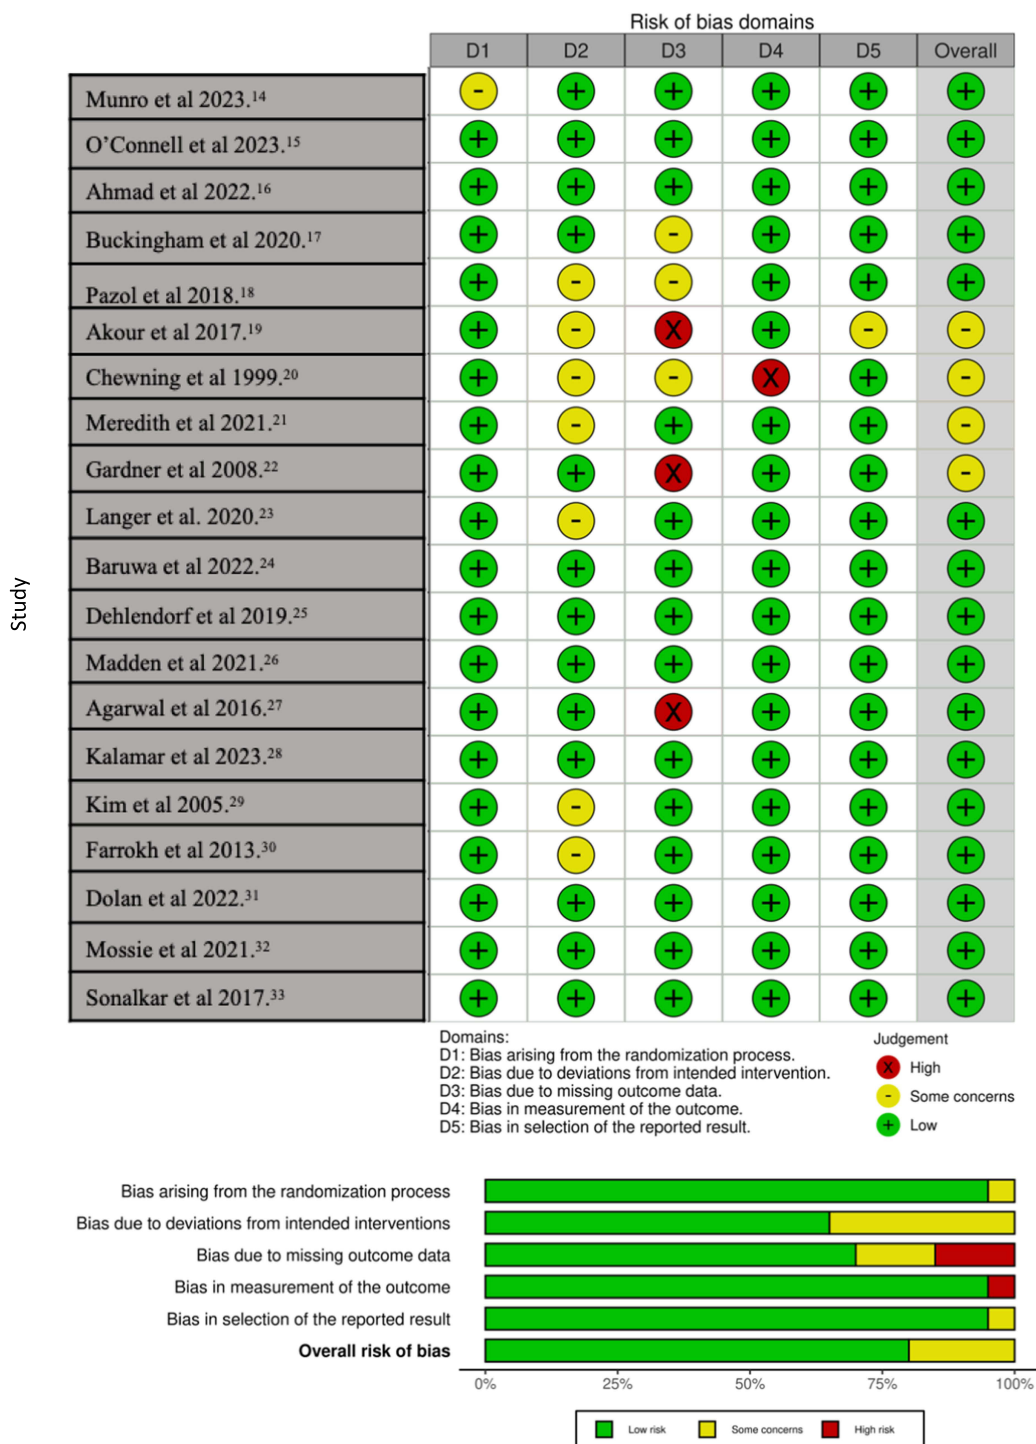 Risk of bias domains
D1 D2 D3 D4 D5 Overall
Munro et al 2023.14 - + + + + +
O’Connell et al 2023.15 + + + + + +
Ahmad et al 2022.16 + + + + + +
Buckingham et al 2020.17 + + - + + +
Pazol et al 2018.18 + - - + + +
Akour et al 2017.19 + - X + - -
Chewning et al 1999.20 + - - X + -
Meredith et al 2021.21 + - + + + -
Gardner et al 2008.22 + + X + + -
Langer et al. 2020.23 + - + + + +
Baruwa et al 2022.24 + + + + + +
Dehlendorf et al 2019.25 + + + + + +
Madden et al 2021.26 + + + + + +
Agarwal et al 2016.27 + + X + + +
Kalamar et al 2023.28 + + + + + +
Kim et al 2005.29 + - + + + +
Farrokh et al 2013.30 + - + + + +
Dolan et al 2022.31 + + + + + +
Mossie et al 2021.32 + + + + + +
Sonalkar et al 2017.33 + + + + + +
Study
Domains:
D1: Bias arising from the randomization process.
D2: Bias due to deviations from intended intervention.
D3: Bias due to missing outcome data.
D4: Bias in measurement of the outcome.
D5: Bias in selection of the reported result.
Judgement
X High
- Some concerns
+ Low
Bias arising from the randomization process
Bias due to deviations from intended interventions
Bias due to missing outcome data
Bias in measurement of the outcome
Bias in selection of the reported result
Overall risk of bias
0% 25% 50% 75% 100%
Low risk Some concerns High risk